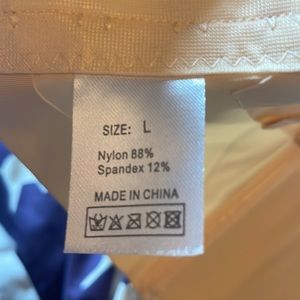 SIZE: L
Nylon 88%
Spandex 12%
MADE IN CHINA